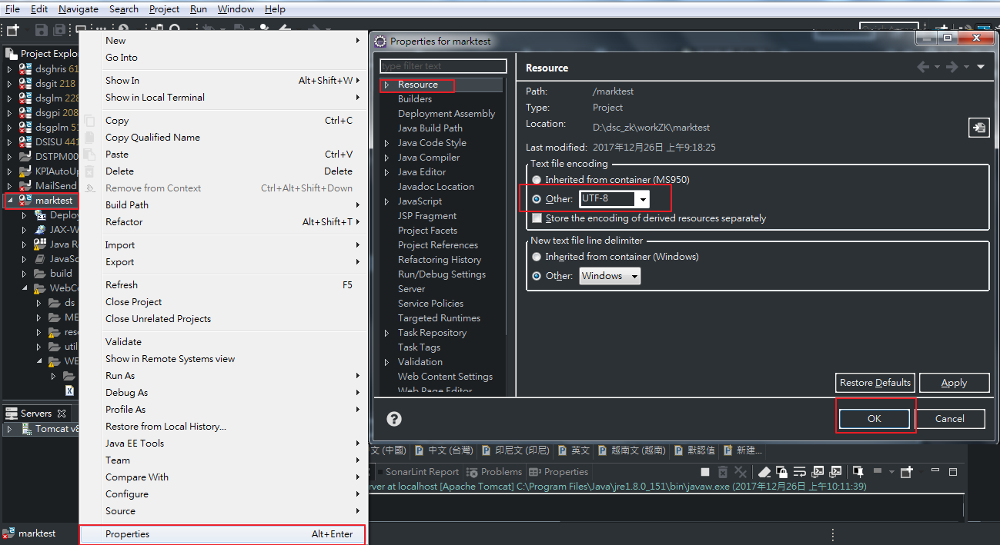 File Edit Navigate Search Project Run Window Help
Project Explo
dsghris 61
dsgit 218
dsglm 228
dsgpi 208
dsgplm 51
DSISU 441
DSTPM00
KPIAutoUp
MailSend
marktest
Deploy
JAX-W
Java R
JavaSc
build
WebCo
ds
ME
reso
util
WE
Servers
Tomcat v8
marktest
New
Go Into
Show In Alt+Shift+W
Show in Local Terminal
Copy Ctrl+C
Copy Qualified Name
Paste Ctrl+V
Delete Delete
Remove from Context Ctrl+Alt+Shift+Down
Build Path
Refactor Alt+Shift+T
Import
Export
Refresh F5
Close Project
Close Unrelated Projects
Validate
Show in Remote Systems view
Run As
Debug As
Profile As
Restore from Local History...
Java EE Tools
Team
Compare With
Configure
Source
Properties Alt+Enter
Properties for marktest
type filter text
Resource
Builders
Deployment Assembly
Java Build Path
Java Code Style
Java Compiler
Java Editor
Javadoc Location
JavaScript
JSP Fragment
Project Facets
Project References
Refactoring History
Run/Debug Settings
Server
Service Policies
Targeted Runtimes
Task Repository
Task Tags
Validation
Web Content Settings
Web Page Editor
Resource
Path: /marktest
Type: Project
Location: D:\dsc_zk\workZK\marktest
Last modified: 2017年12月26日 上午9:18:25
Text file encoding
Inherited from container (MS950)
Other: UTF-8
Store the encoding of derived resources separately
New text file line delimiter
Inherited from container (Windows)
Other: Windows
Restore Defaults Apply
OK Cancel
文 (中國) 中文 (台灣) 印尼文 (印尼) 英文 越南文 (越南) 默認值 新建...
SonarLint Report Problems Properties
rver at localhost [Apache Tomcat] C:\Program Files\Java\jre1.8.0_151\bin\javaw.exe (2017年12月26日 上午10:11:39)